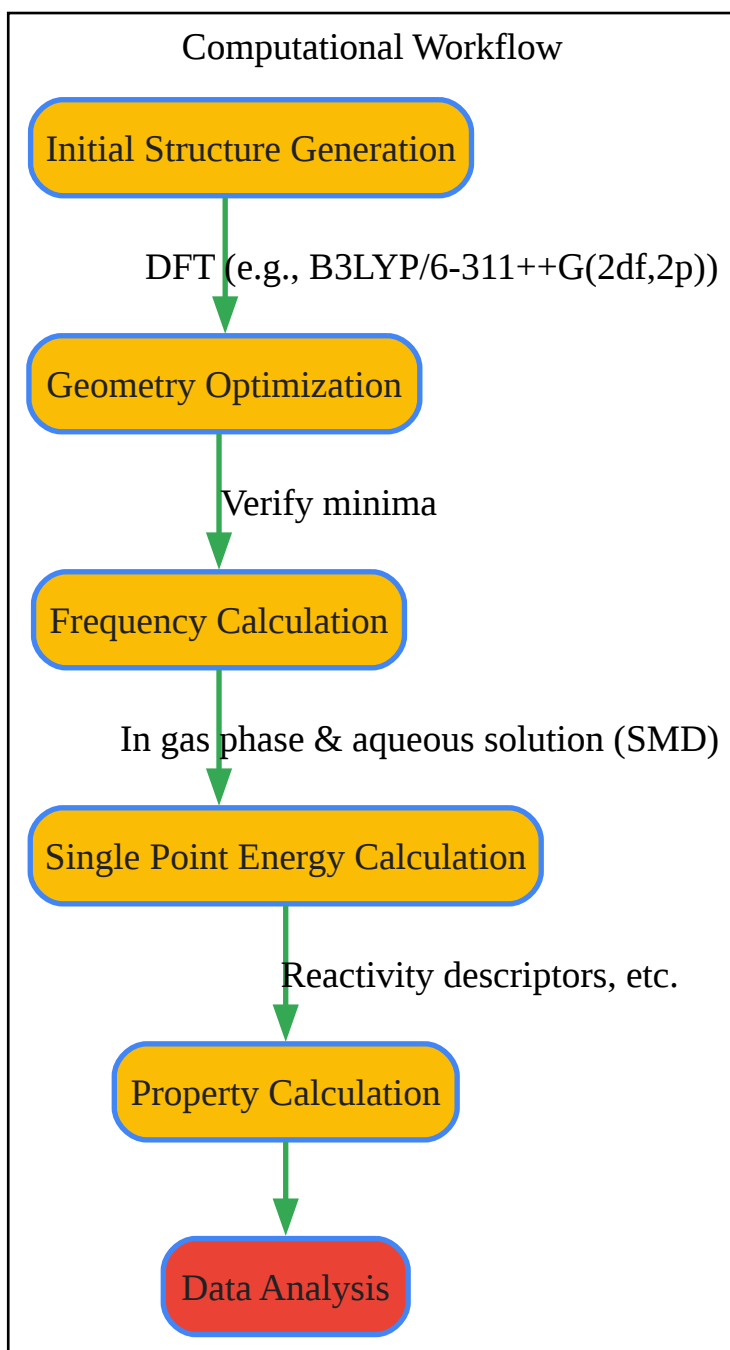 Computational Workflow
Initial Structure Generation
DFT (e.g., B3LYP/6-311++G(2df,2p))
Geometry Optimization
Verify minima
Frequency Calculation
In gas phase & aqueous solution (SMD)
Single Point Energy Calculation
Reactivity descriptors, etc.
Property Calculation
Data Analysis